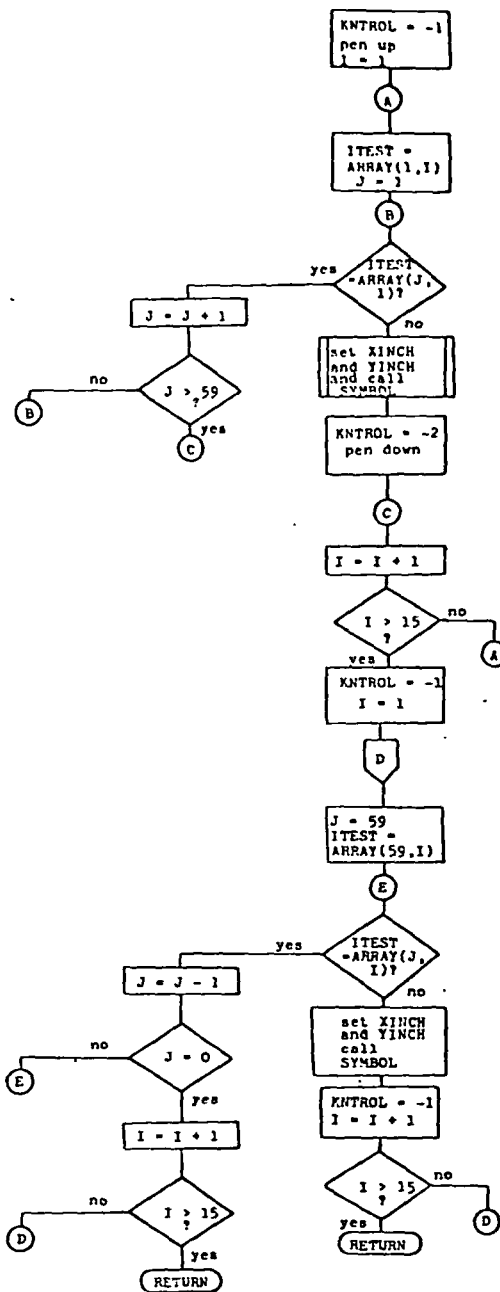 KNTROL = -1
pen up
I = 1
A
ITEST =
ARRAY(1,I)
J = 1
B
ITEST
=ARRAY(J,
1)?
yes
no
J = J + 1
J > 59
?
no
yes
B
C
set XINCH
and YINCH
and call
SYMBOL
KNTROL = -2
pen down
C
I = I + 1
I > 15
?
no
yes
A
KNTROL = -1
I = 1
D
J = 59
ITEST =
ARRAY(59,I)
E
ITEST
=ARRAY(J,
I)?
yes
no
J = J - 1
J = 0
no
yes
E
I = I + 1
I > 15
?
no
yes
D
RETURN
set XINCH
and YINCH
call
SYMBOL
KNTROL = -1
I = I + 1
I > 15
?
no
yes
D
RETURN